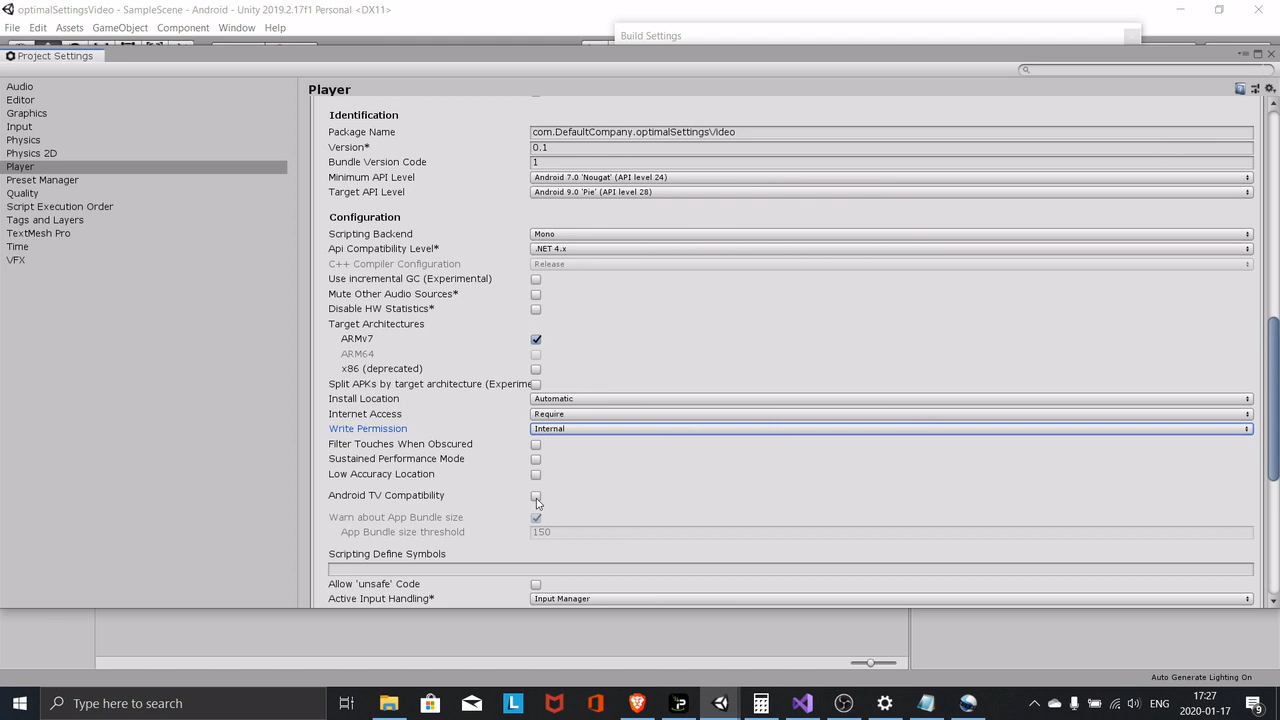 optimalSettingsVideo - SampleScene - Android - Unity 2019.2.17f1 Personal <DX11>
File Edit Assets GameObject Component Window Help
Build Settings
Project Settings
Audio
Editor
Graphics
Input
Physics
Physics 2D
Player
Preset Manager
Quality
Script Execution Order
Tags and Layers
TextMesh Pro
Time
VFX
Player
Identification
Package Name com.DefaultCompany.optimalSettingsVideo
Version* 0.1
Bundle Version Code 1
Minimum API Level Android 7.0 'Nougat' (API level 24)
Target API Level Android 9.0 'Pie' (API level 28)
Configuration
Scripting Backend Mono
Api Compatibility Level* .NET 4.x
C++ Compiler Configuration Release
Use incremental GC (Experimental)
Mute Other Audio Sources*
Disable HW Statistics*
Target Architectures
ARMv7
ARM64
x86 (deprecated)
Split APKs by target architecture (Experime
Install Location Automatic
Internet Access Require
Write Permission Internal
Filter Touches When Obscured
Sustained Performance Mode
Low Accuracy Location
Android TV Compatibility
Warn about App Bundle size
App Bundle size threshold 150
Scripting Define Symbols
Allow 'unsafe' Code
Active Input Handling* Input Manager
Auto Generate Lighting On
Type here to search
ENG
17:27
2020-01-17